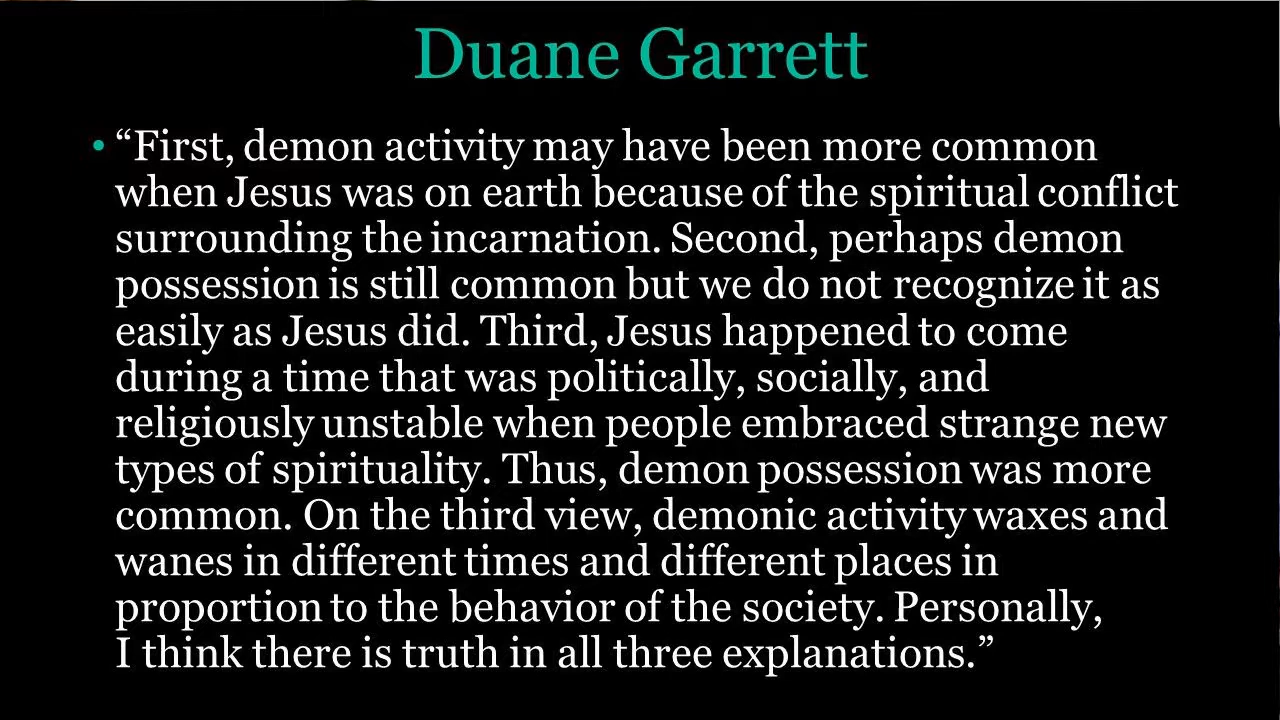 Duane Garrett
• “First, demon activity may have been more common
when Jesus was on earth because of the spiritual conflict
surrounding the incarnation. Second, perhaps demon
possession is still common but we do not recognize it as
easily as Jesus did. Third, Jesus happened to come
during a time that was politically, socially, and
religiously unstable when people embraced strange new
types of spirituality. Thus, demon possession was more
common. On the third view, demonic activity waxes and
wanes in different times and different places in
proportion to the behavior of the society. Personally,
I think there is truth in all three explanations.”